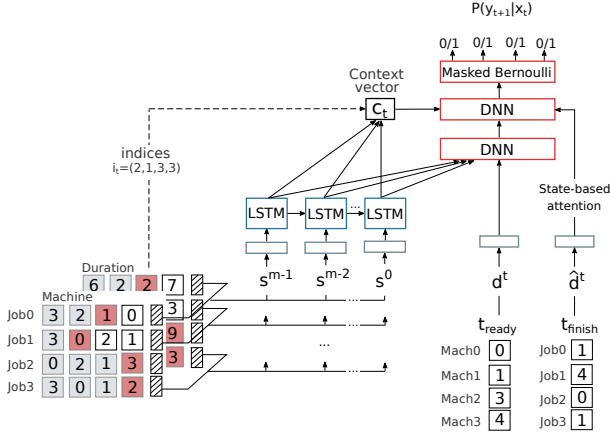 P(y_{t+1}|x_t)
0/1 0/1 0/1 0/1
Masked Bernoulli
Context
vector
c_t
DNN
DNN
indices
i_t=(2,1,3,3)
State-based
attention
LSTM LSTM ... LSTM
s^{m-1} s^{m-2} s^0
d^t d̂^t
Duration
6 2 2 7
3
9
3
Machine
Job0 3 2 1 0
Job1 3 0 2 1
Job2 0 2 1 3
Job3 3 0 1 2
...
...
...
...
t_ready
Mach0 0
Mach1 1
Mach2 3
Mach3 4
t_finish
Job0 1
Job1 4
Job2 0
Job3 1